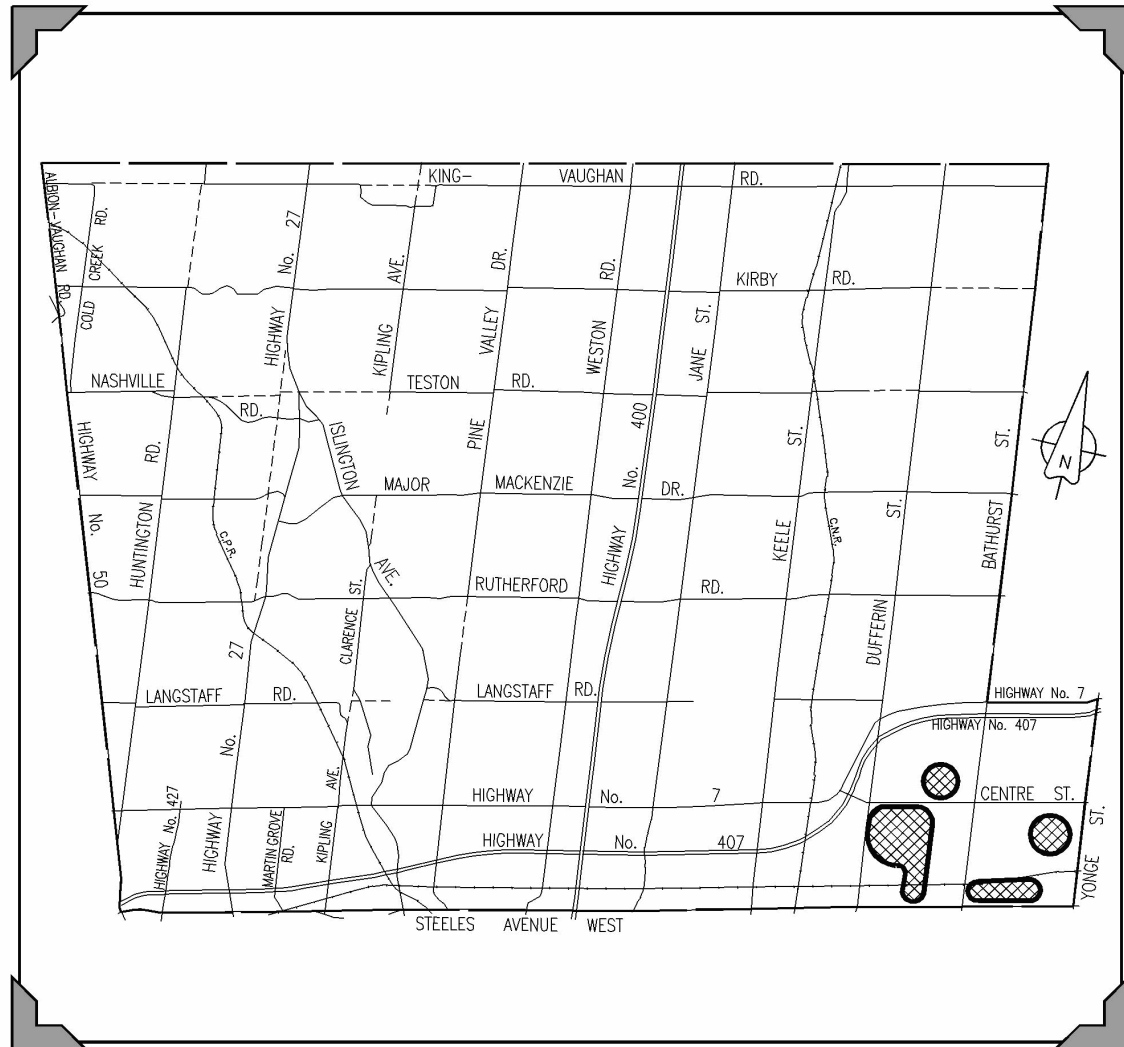 KING- VAUGHAN RD.
ALBION-VAUGHAN RD.
COLD CREEK RD.
HIGHWAY No. 27
KIPLING AVE.
PINE VALLEY DR.
WESTON RD.
JANE ST.
KIRBY RD.
NASHVILLE RD.
TESTON RD.
HIGHWAY No. 50
HUNTINGTON RD.
ISLINGTON AVE.
HIGHWAY No. 400
KEELE ST.
DUFFERIN ST.
BATHURST ST.
N
MAJOR MACKENZIE DR.
C.P.R.
C.N.R.
RUTHERFORD RD.
CLARENCE ST.
LANGSTAFF RD.
LANGSTAFF RD.
HIGHWAY No. 7
HIGHWAY No. 407
HIGHWAY No. 27
HIGHWAY No. 427
MARTIN GROVE RD.
KIPLING AVE.
HIGHWAY No. 7
CENTRE ST.
HIGHWAY No. 407
YONGE ST.
STEELES AVENUE WEST